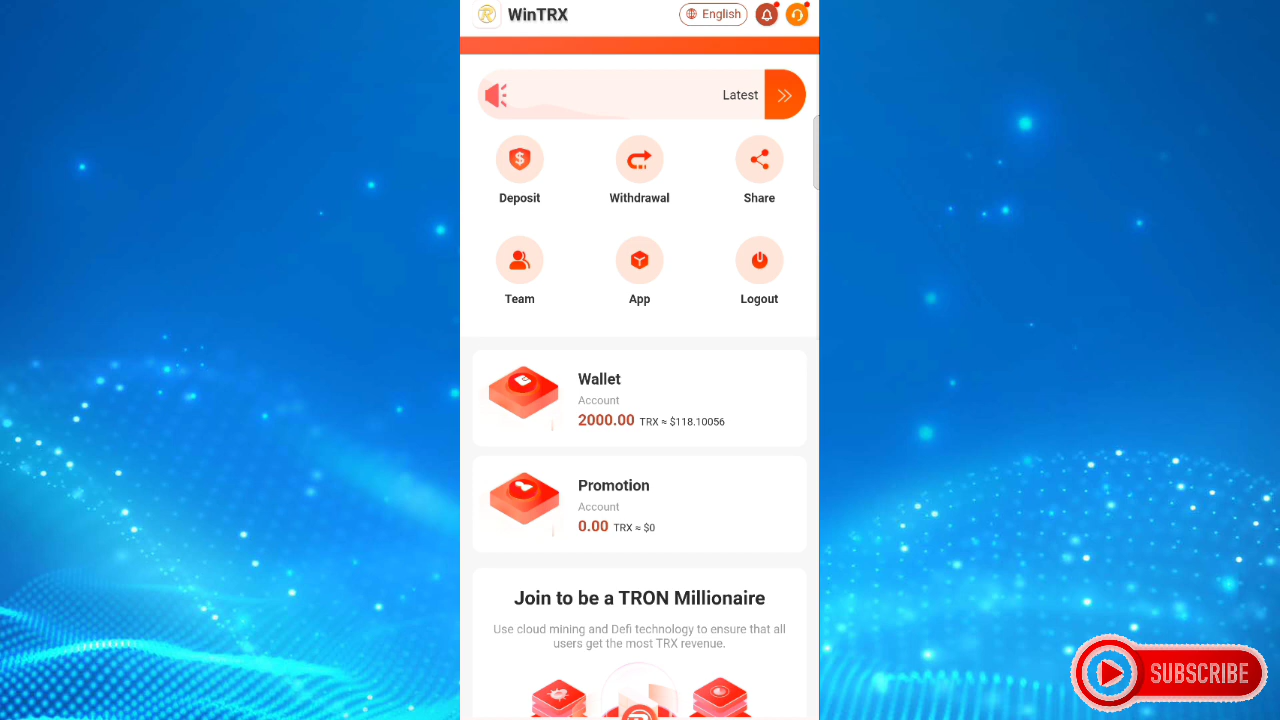 WinTRX
English
Latest
Deposit
Withdrawal
Share
Team
App
Logout
Wallet
Account
2000.00 TRX ≈ $118.10056
Promotion
Account
0.00 TRX ≈ $0
Join to be a TRON Millionaire
Use cloud mining and Defi technology to ensure that all
users get the most TRX revenue.
SUBSCRIBE